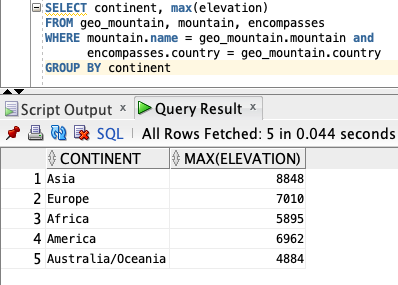 SELECT continent, max(elevation)
FROM geo_mountain, mountain, encompasses
WHERE mountain.name = geo_mountain.mountain and
encompasses.country = geo_mountain.country
GROUP BY continent
Script Output x Query Result x
SQL | All Rows Fetched: 5 in 0.044 seconds
CONTINENT MAX(ELEVATION)
1 Asia 8848
2 Europe 7010
3 Africa 5895
4 America 6962
5 Australia/Oceania 4884